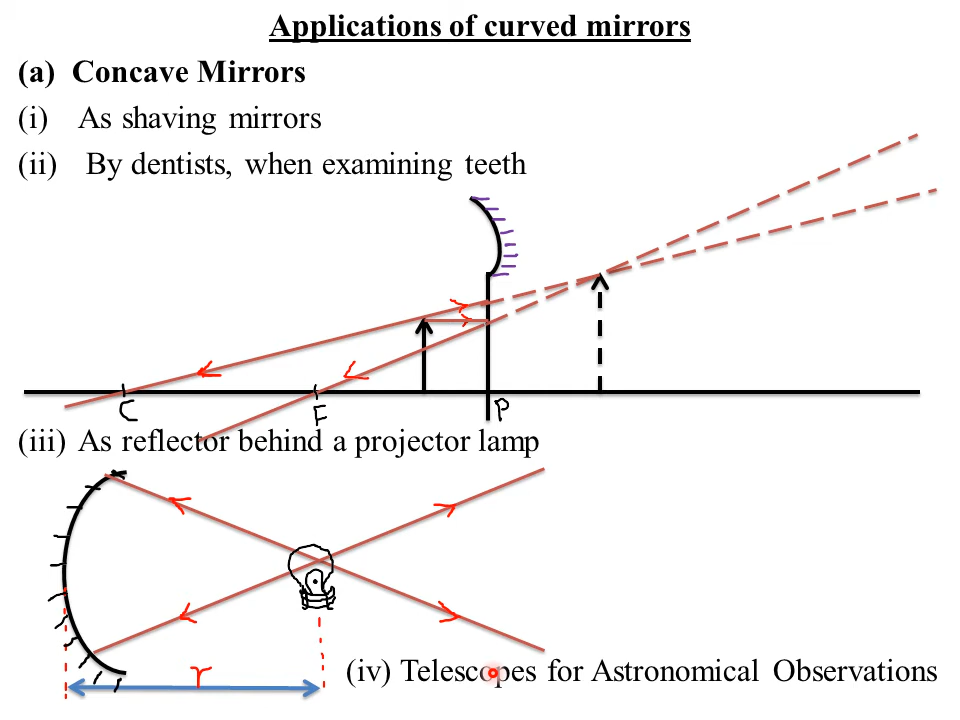 Applications of curved mirrors
(a) Concave Mirrors
(i) As shaving mirrors
(ii) By dentists, when examining teeth
C F P
(iii) As reflector behind a projector lamp
r
(iv) Telescopes for Astronomical Observations